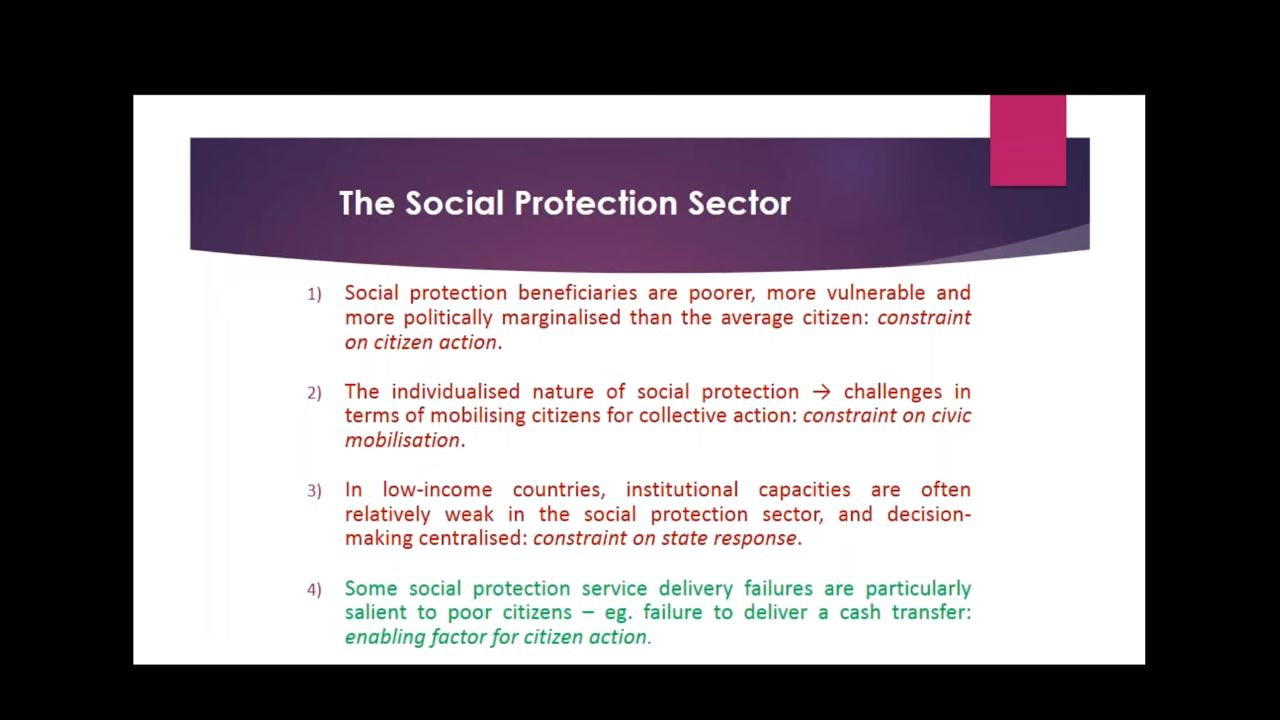 The Social Protection Sector
1) Social protection beneficiaries are poorer, more vulnerable and
more politically marginalised than the average citizen: constraint
on citizen action.
2) The individualised nature of social protection → challenges in
terms of mobilising citizens for collective action: constraint on civic
mobilisation.
3) In low-income countries, institutional capacities are often
relatively weak in the social protection sector, and decision-
making centralised: constraint on state response.
4) Some social protection service delivery failures are particularly
salient to poor citizens – eg. failure to deliver a cash transfer:
enabling factor for citizen action.